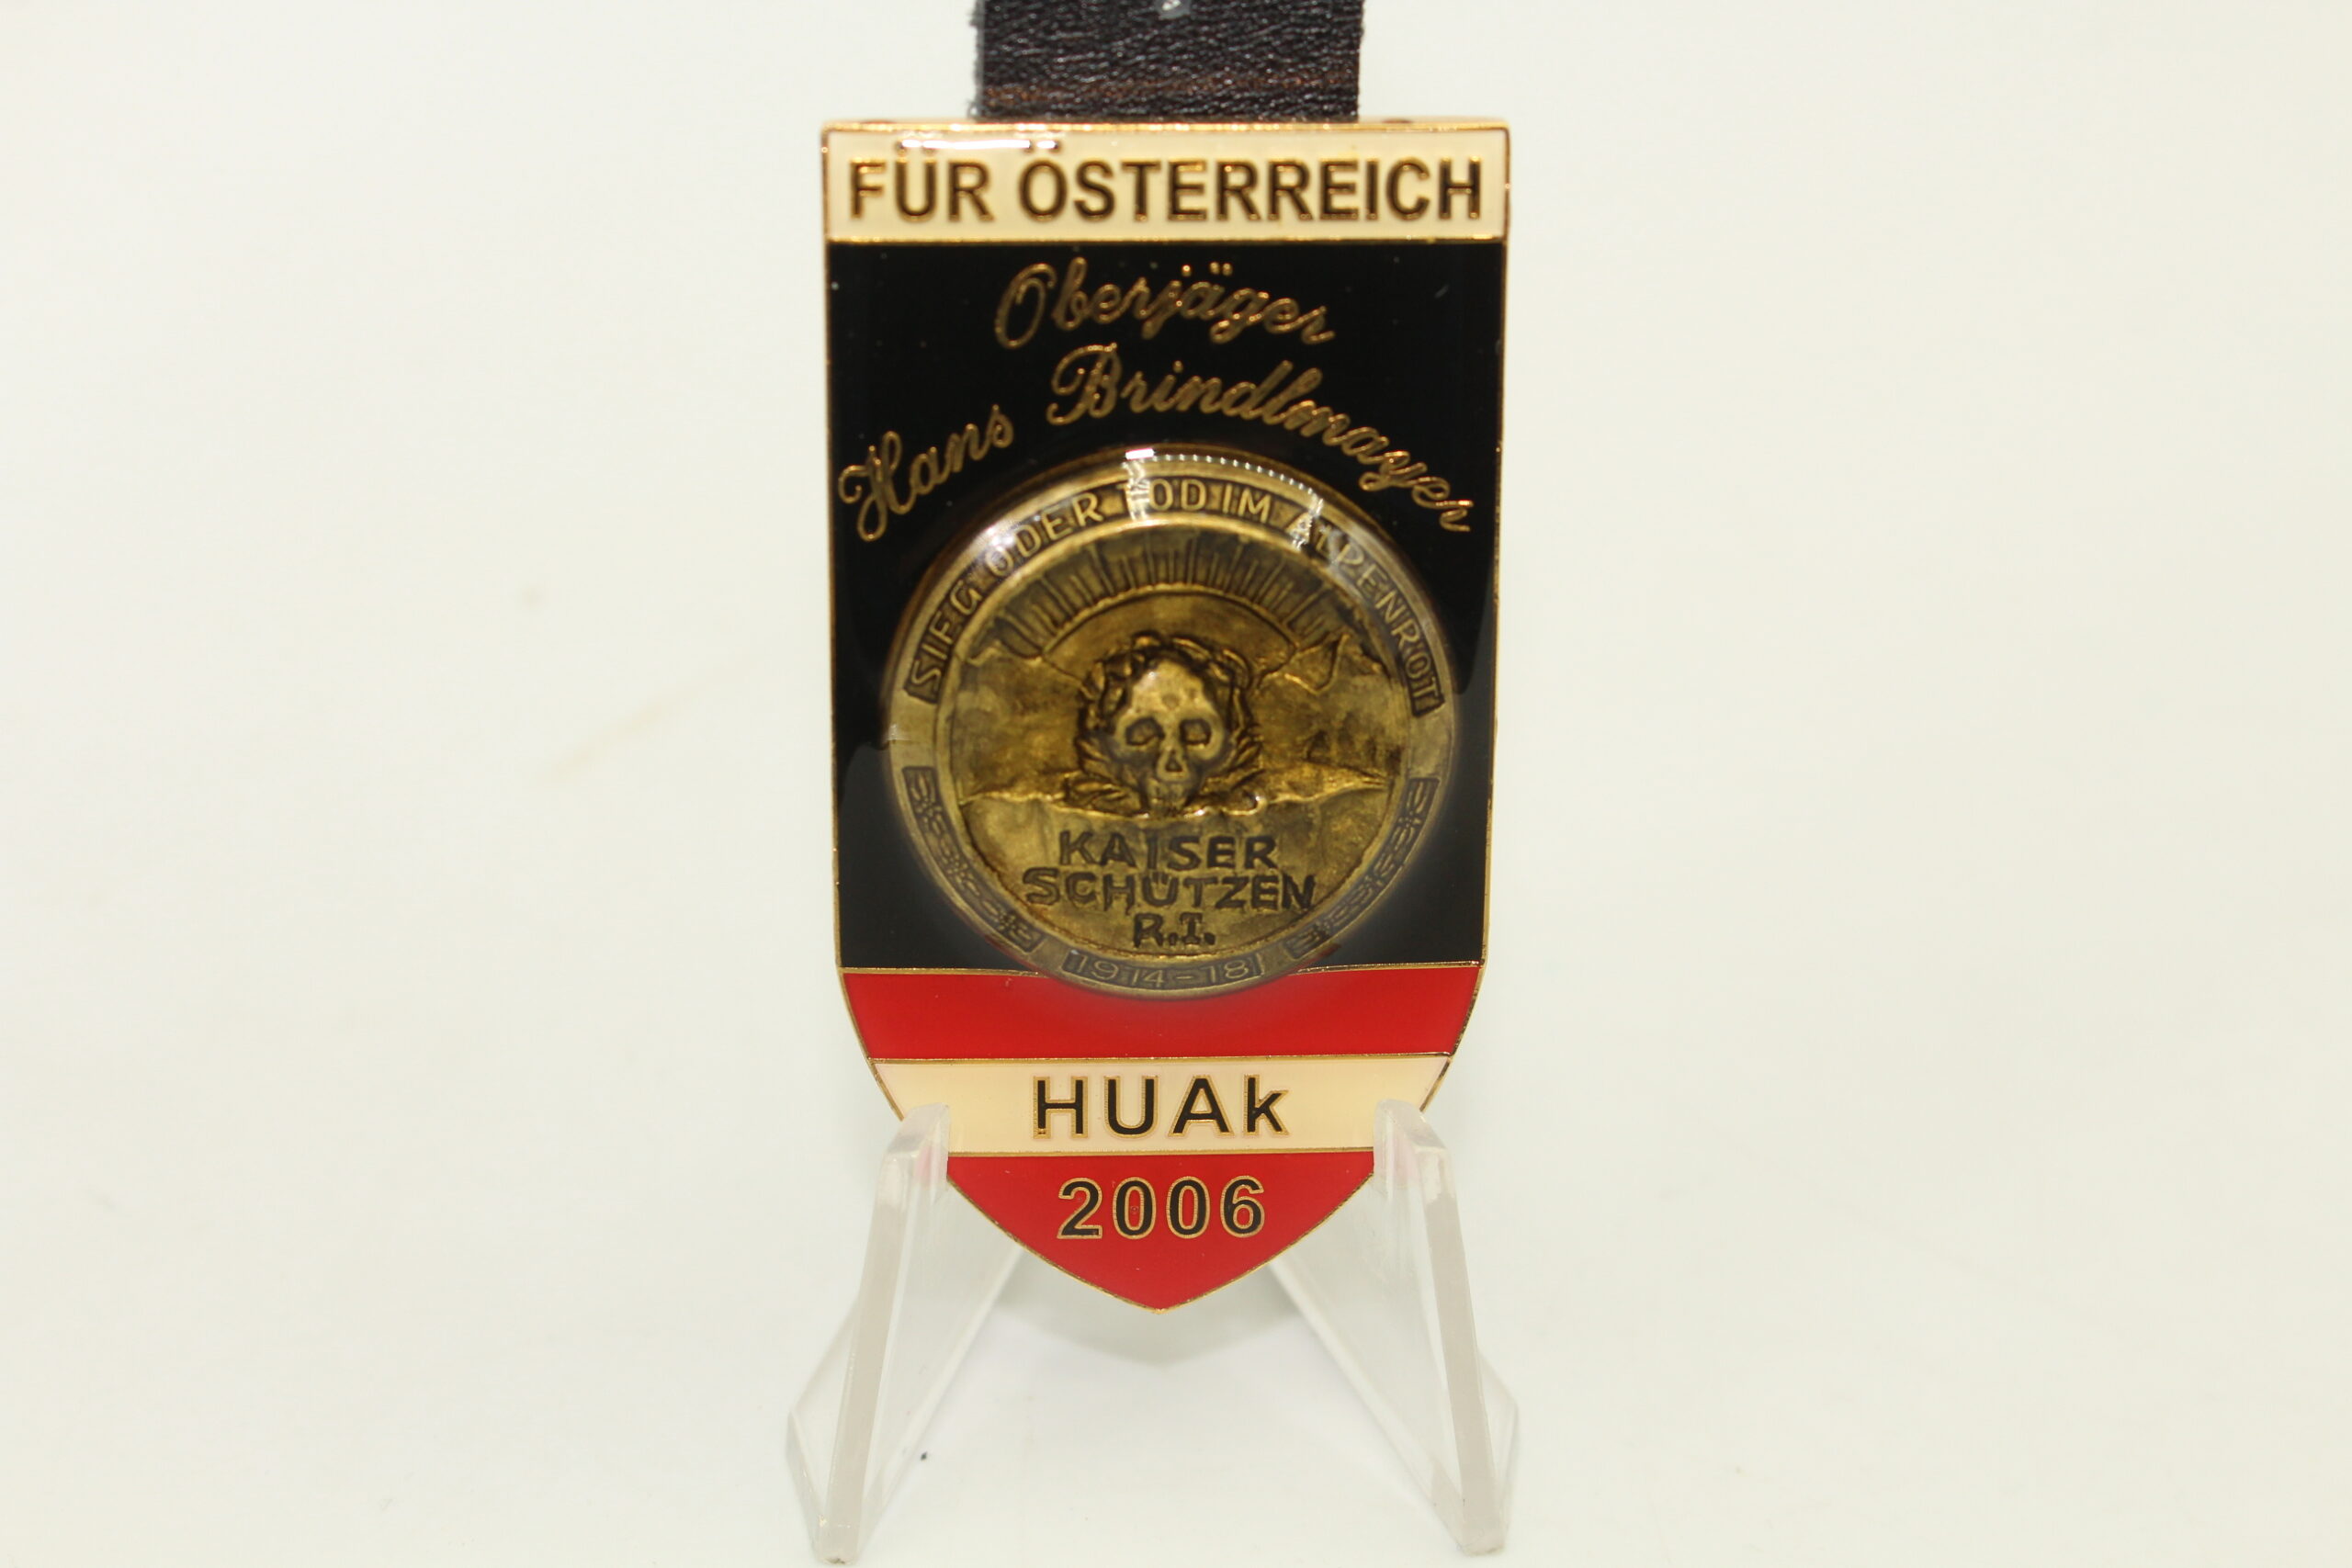 FÜR ÖSTERREICH
Oberjäger
Hans Brindlmayer
SIEG ODER TOD IM ALPENROT
KAISER
SCHÜTZEN
R.I.
1914-18
HUAk
2006